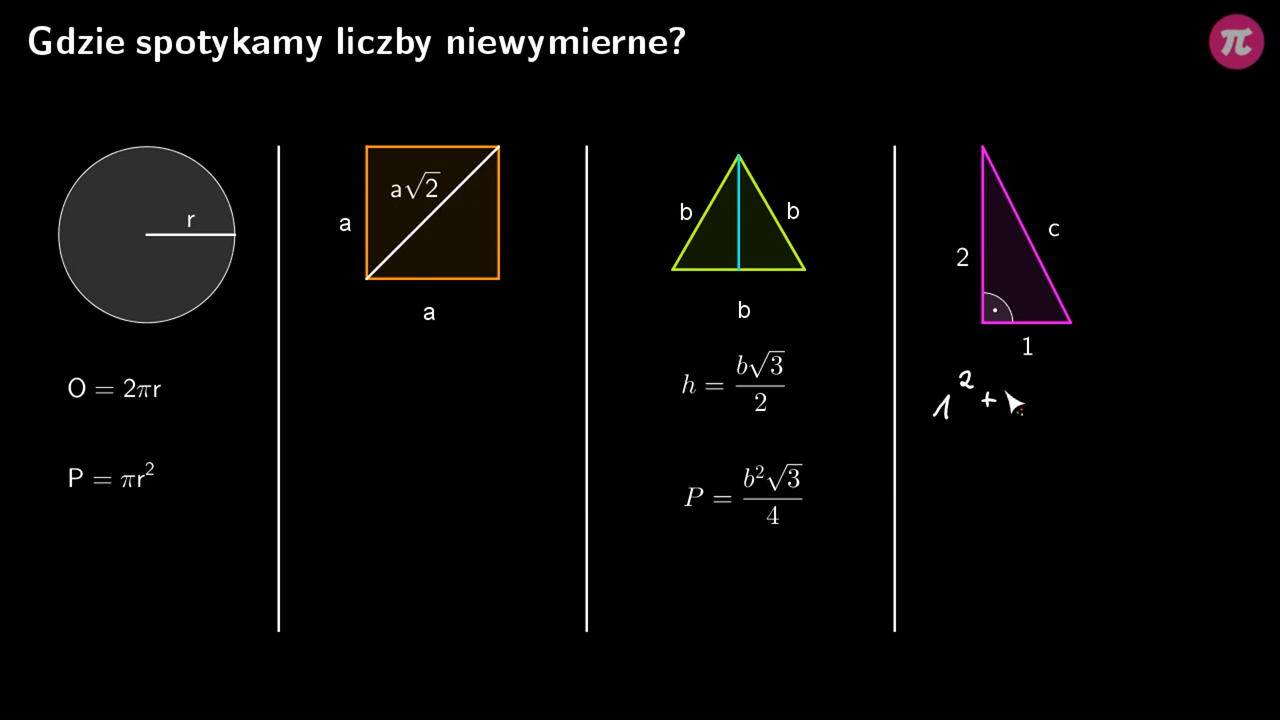 Gdzie spotykamy liczby niewymierne?
π
r
O = 2πr
P = πr²
a√2
a
a
b
b
b
h = b√3/2
P = b²√3/4
c
2
1
1² +